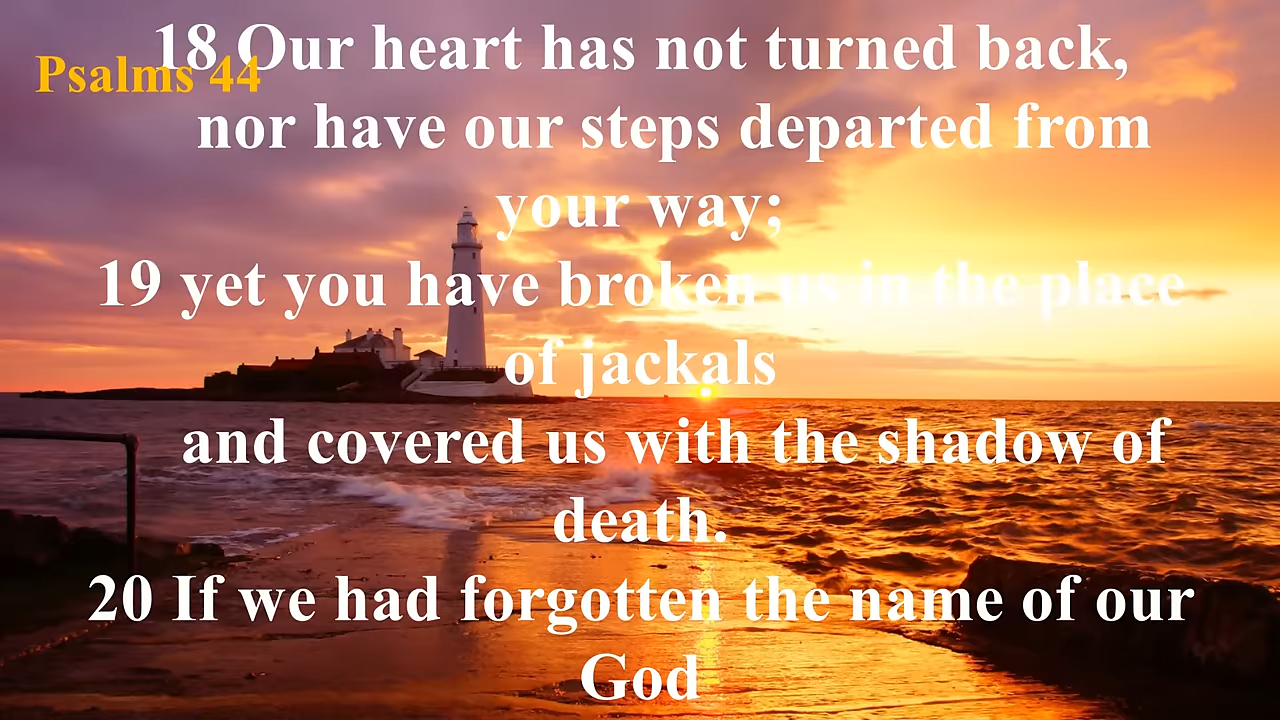 Psalms 44
18 Our heart has not turned back,
nor have our steps departed from
your way;
19 yet you have broken us in the place
of jackals
and covered us with the shadow of
death.
20 If we had forgotten the name of our
God